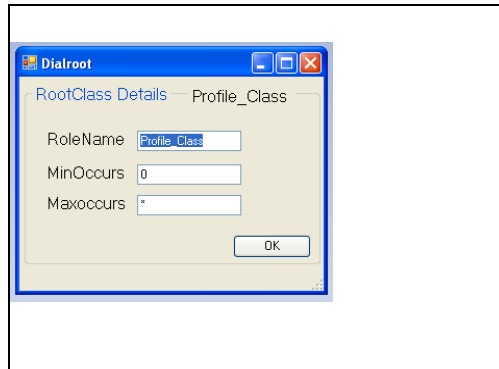 Dialroot
RootClass Details Profile_Class
RoleName Profile_Class
MinOccurs 0
Maxoccurs *
OK